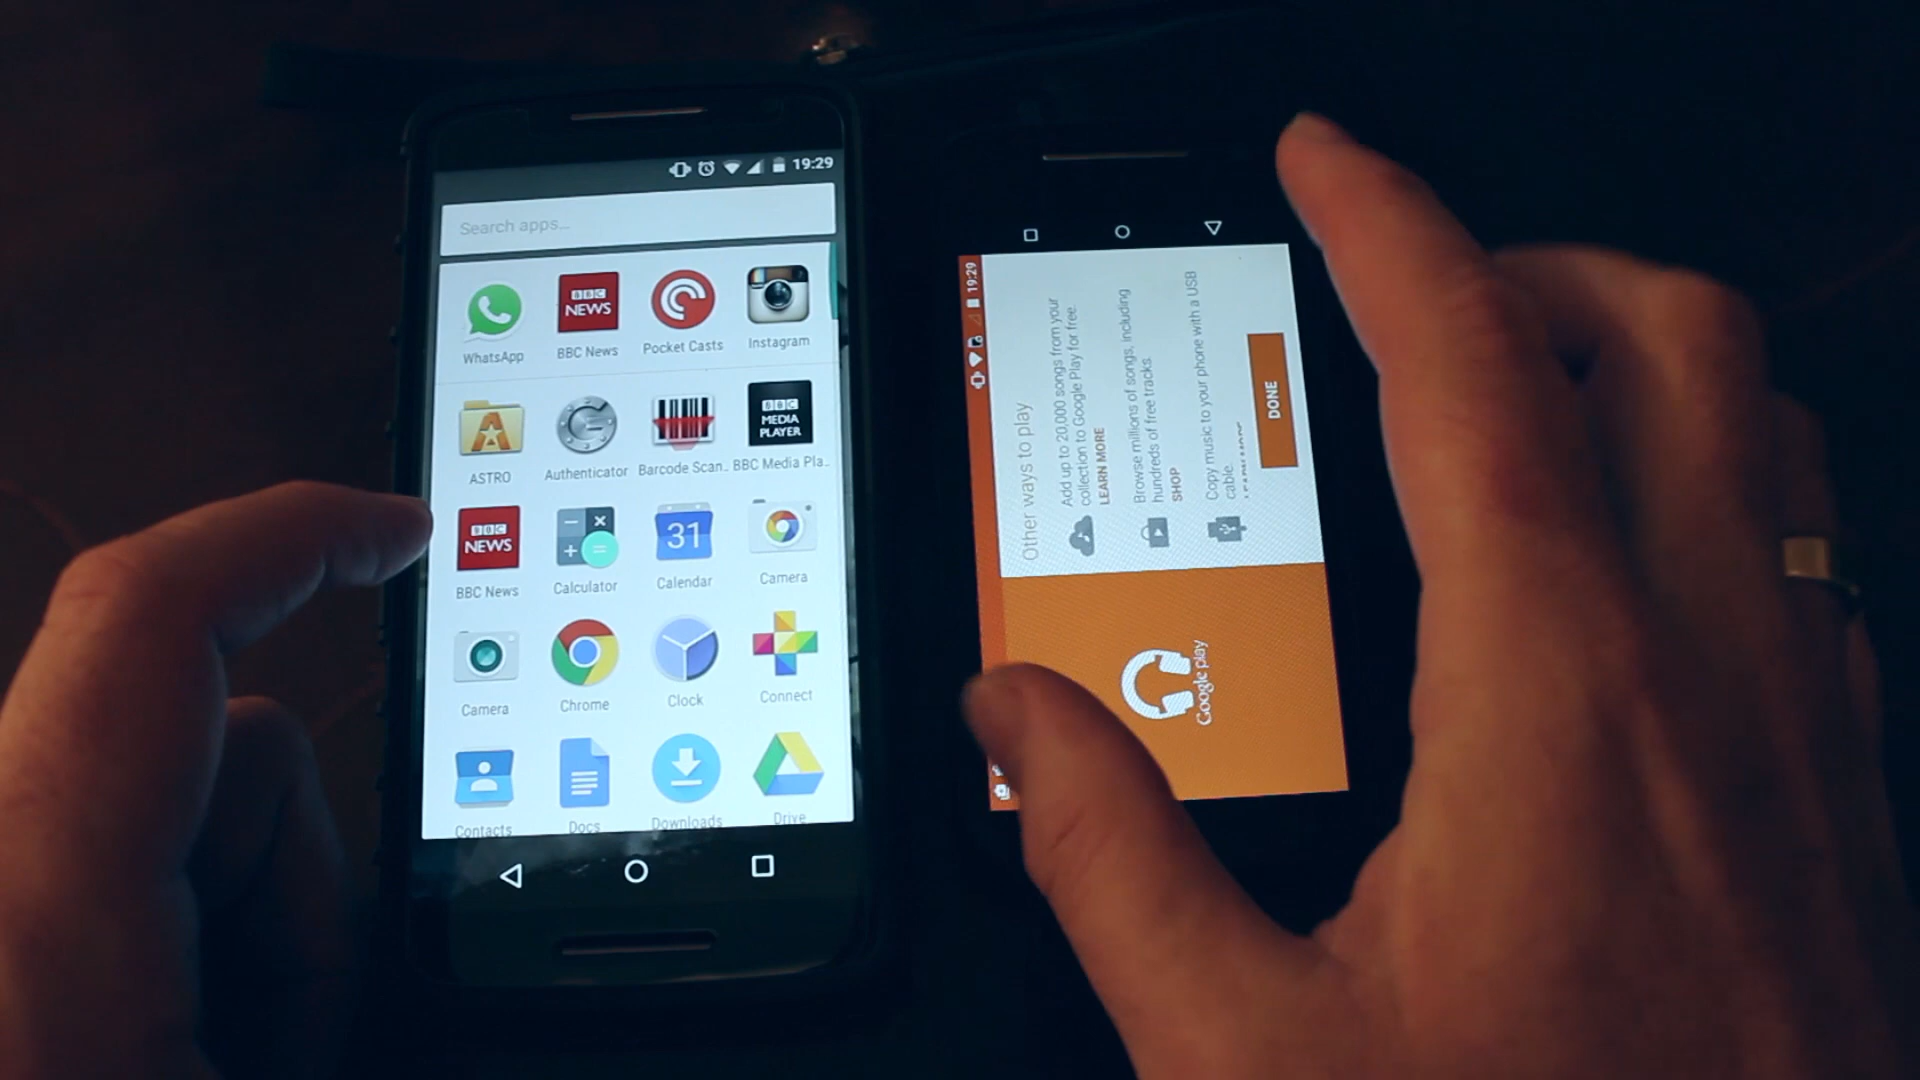 19:29
Search apps...
WhatsApp
BBC NEWS
BBC News
Pocket Casts
Instagram
ASTRO
Authenticator
Barcode Scan..
BBC MEDIA PLAYER
BBC Media Pla..
BBC NEWS
BBC News
Calculator
31
Calendar
Camera
Camera
Chrome
Clock
Connect
Contacts
Docs
Downloads
Drive
19:29
Other ways to play
Add up to 20,000 songs from your
collection to Google Play for free.
LEARN MORE
Browse millions of songs, including
hundreds of free tracks.
SHOP
Copy music to your phone with a USB
cable.
DONE
Google play